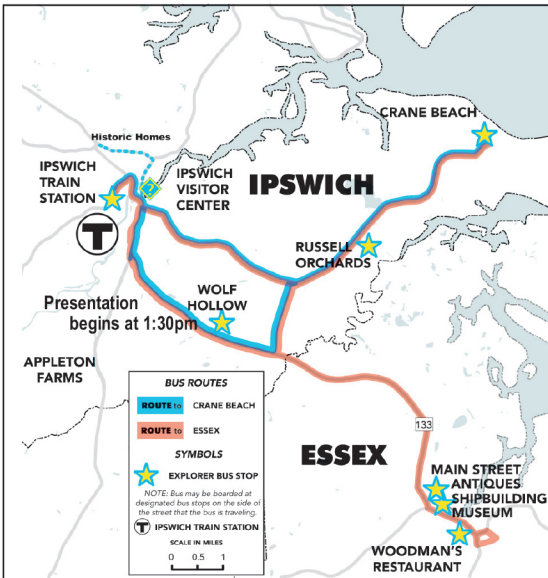 CRANE BEACH
Historic Homes
IPSWICH
TRAIN
STATION
IPSWICH
VISITOR
CENTER
?
IPSWICH
T
RUSSELL
ORCHARDS
WOLF
HOLLOW
Presentation
begins at 1:30pm
APPLETON
FARMS
BUS ROUTES
ROUTE to CRANE BEACH
ROUTE to ESSEX
SYMBOLS
EXPLORER BUS STOP
NOTE: Bus may be boarded at
designated bus stops on the side of
the street that the bus is traveling.
T IPSWICH TRAIN STATION
SCALE IN MILES
0 0.5 1
133
ESSEX
MAIN STREET
ANTIQUES
SHIPBUILDING
MUSEUM
WOODMAN'S
RESTAURANT